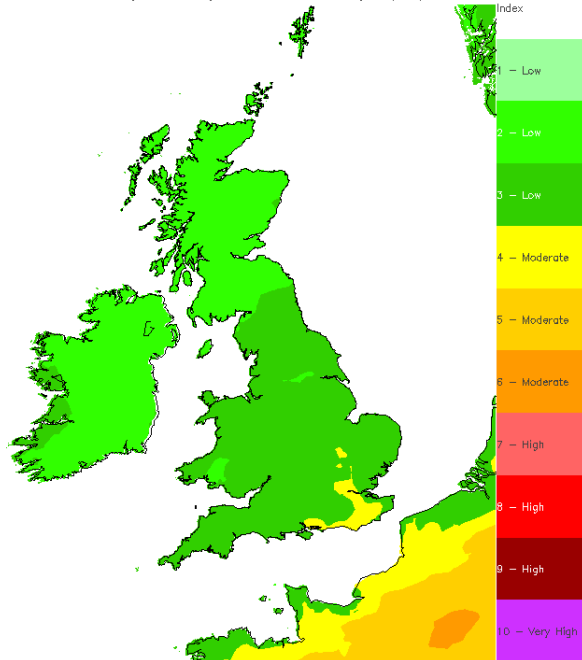 Index
1 - Low
2 - Low
3 - Low
4 - Moderate
5 - Moderate
6 - Moderate
7 - High
8 - High
9 - High
10 - Very High